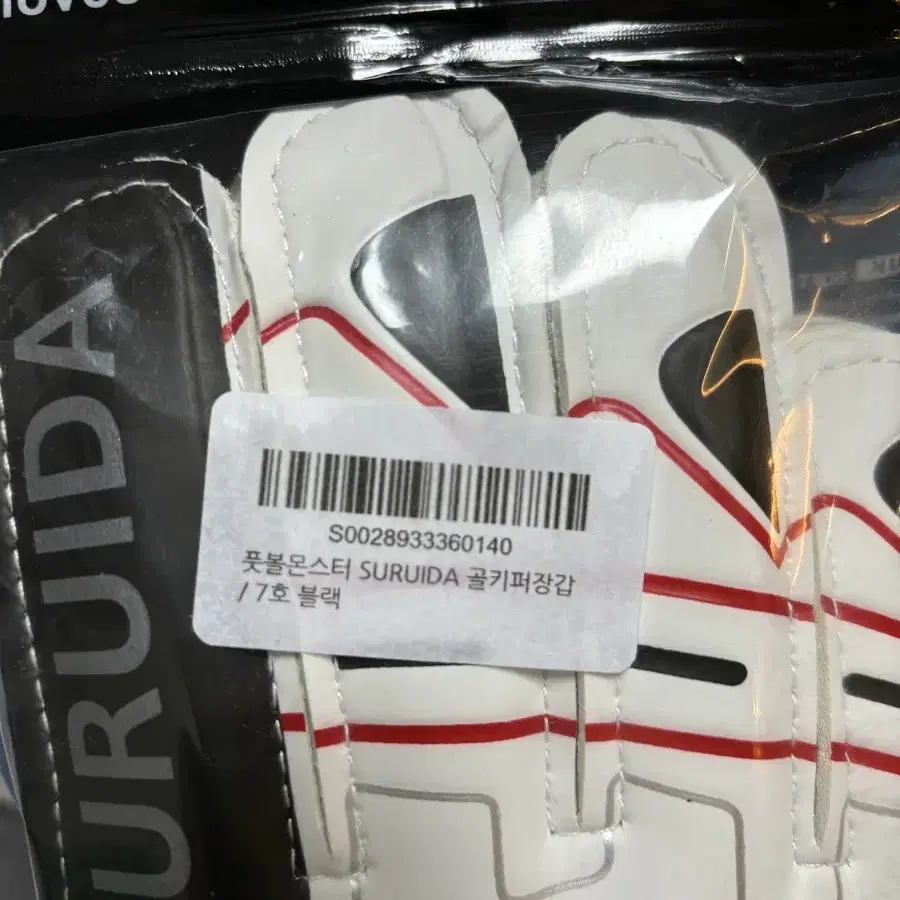 SURUIDA
S0028933360140
풋볼몬스터 SURUIDA 골키퍼장갑
/ 7호 블랙